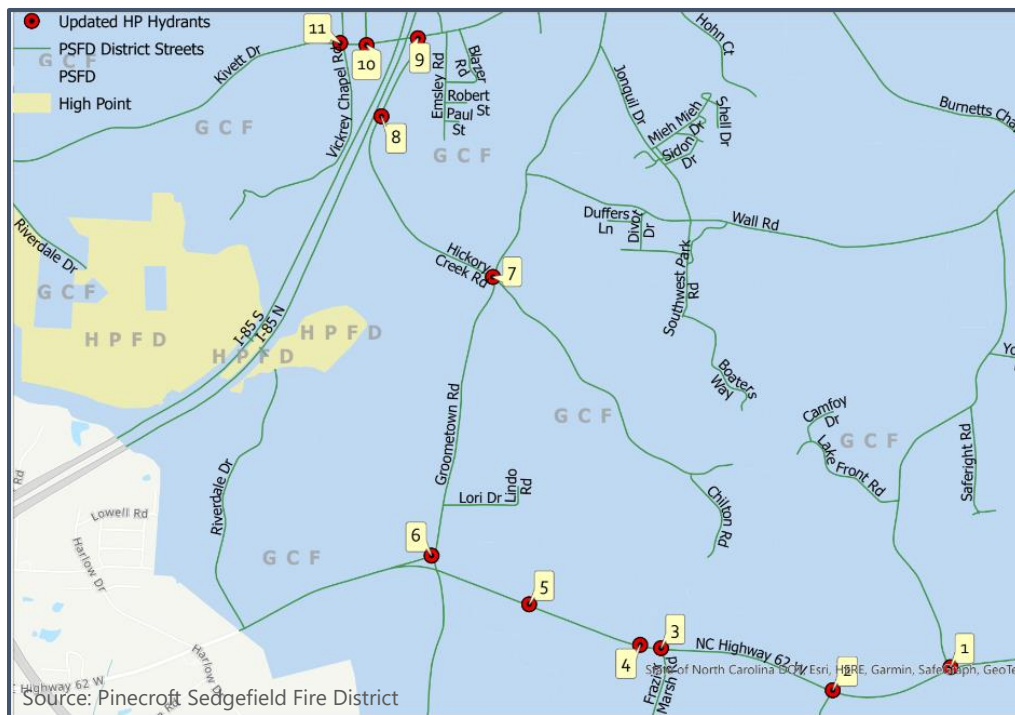 Updated HP Hydrants
PSFD District Streets
PSFD
High Point
G C F
Kivett Dr
11
10
9
8
Vickrey Chapel Rd
Emsley Rd
Blazer
Rd
Robert
St
Paul
St
G C F
G C F
Hohn Ct
Jonquil Dr
Mieh Mieh
Shell Dr
Sidon Dr
Burnetts Cha
Duffers
Ln
Divot
Dr
Wall Rd
Southwest Park
Rd
Boaters
Way
Hickory
Creek Rd
7
Riverdale Dr
G C F
H P F D
H P F D
H P F D
I-85 S
I-85 N
Groometown Rd
G C F
Camfoy
Dr
G C F
Lake Front Rd
Saferight Rd
Yo
Lori Dr
Lindo
Rd
Chilton Rd
Riverdale Dr
G C F
Rd
Lowell Rd
Harlow Dr
Harlow Dr
6
5
4
3
2
1
NC Highway 62 W
Marsh Rd
C Highway 62 W
Source: Pinecroft Sedgefield Fire District